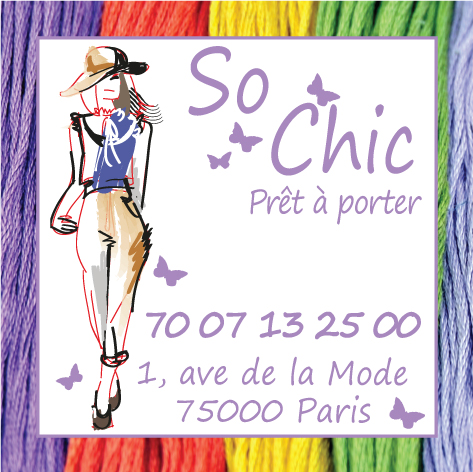 So
Chic
Prêt à porter
70 07 13 25 00
1, ave de la Mode
75000 Paris